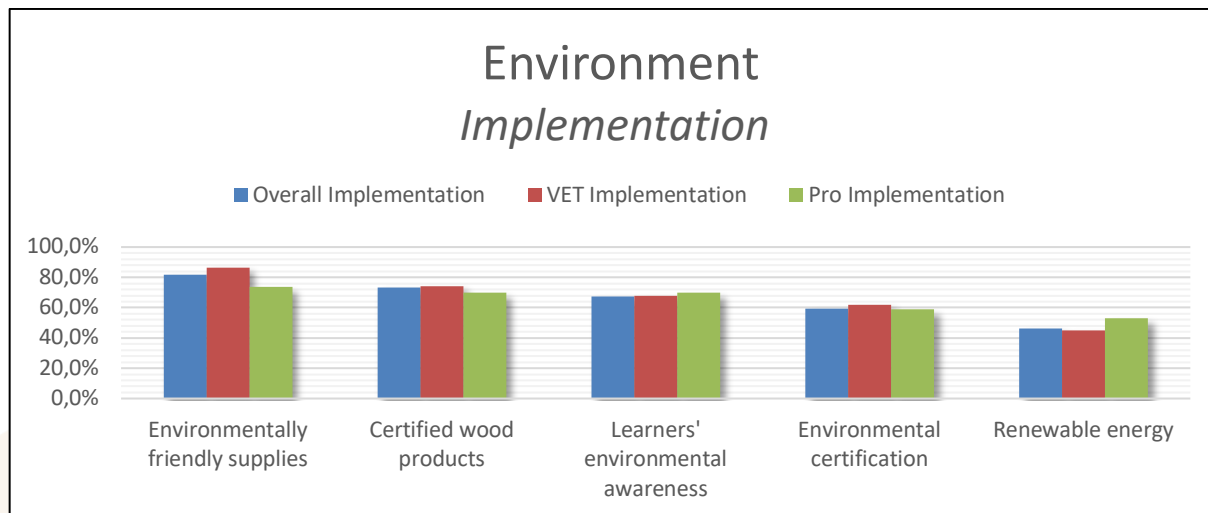 Environment
Implementation
Overall Implementation VET Implementation Pro Implementation
100,0%
80,0%
60,0%
40,0%
20,0%
0,0%
Environmentally
friendly supplies
Certified wood
products
Learners'
environmental
awareness
Environmental
certification
Renewable energy